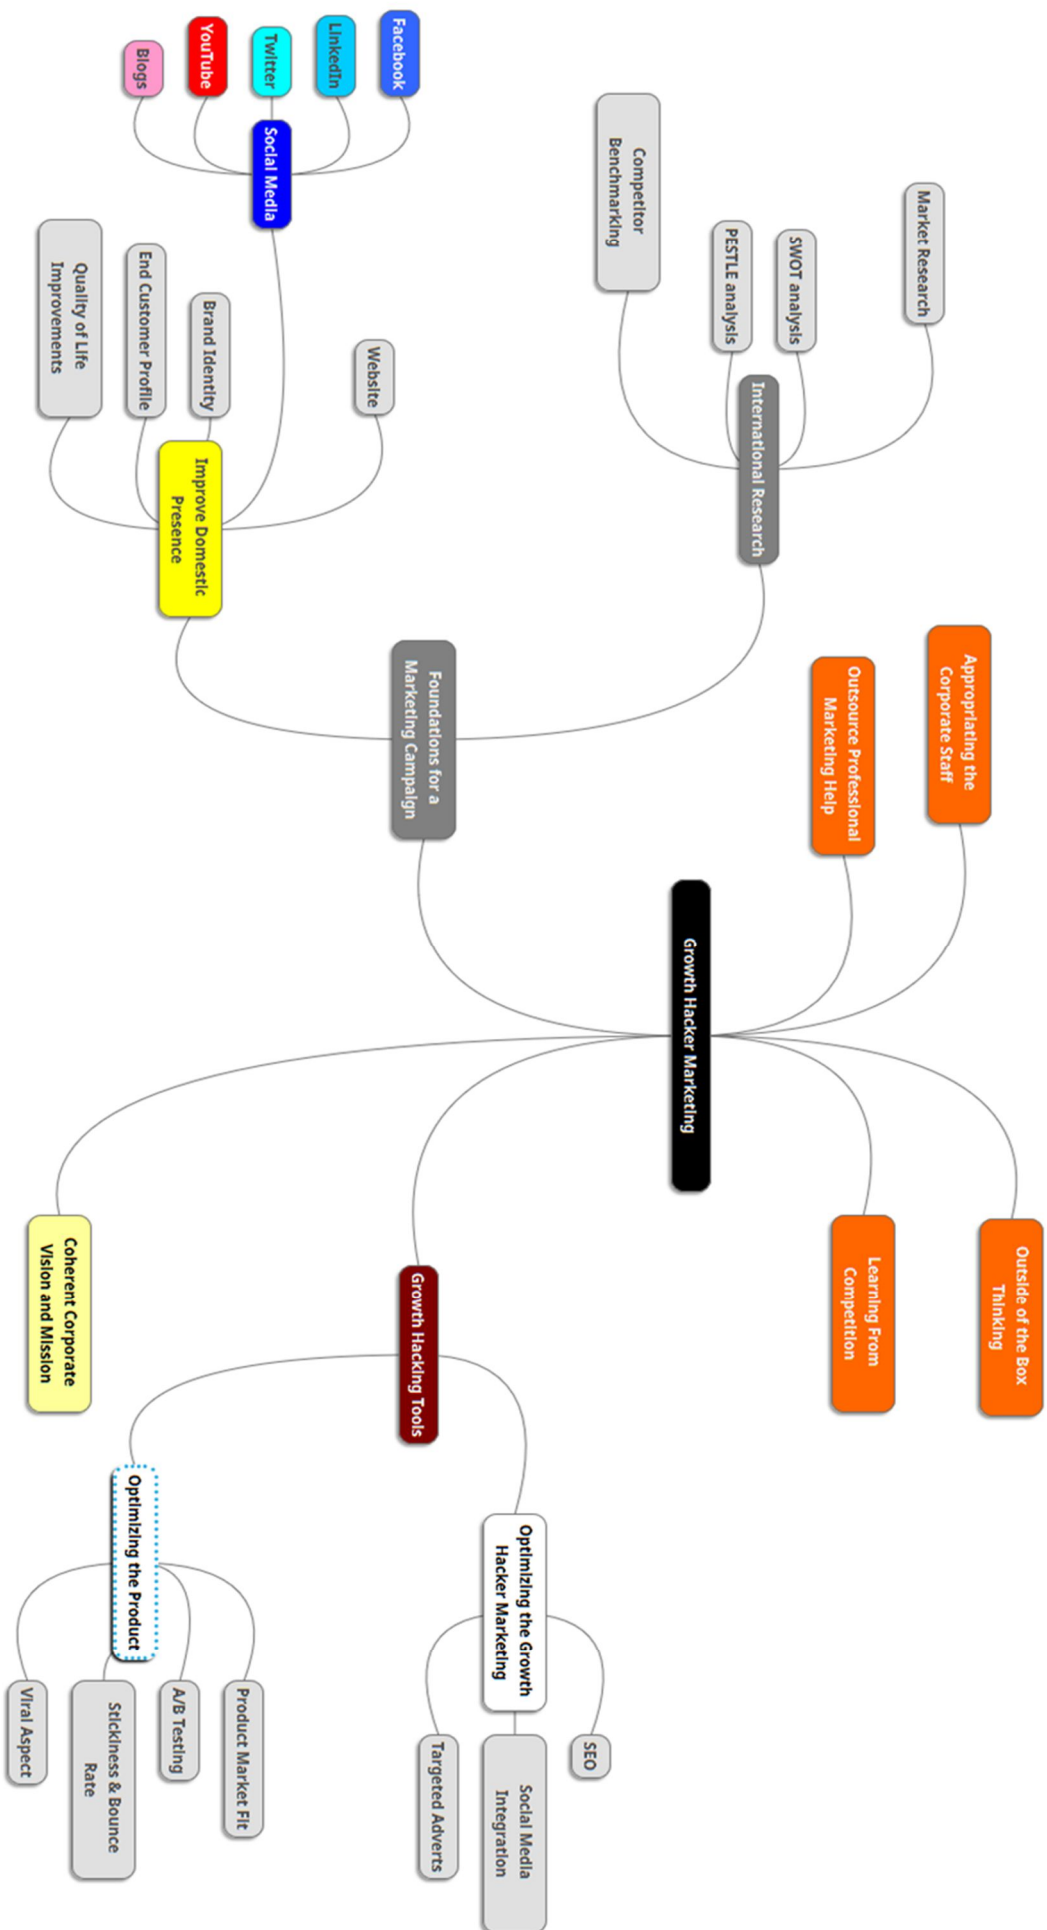 Growth Hacker Marketing
Appropriating the
Corporate Staff
Outsource Professional
Marketing Help
Foundations for a
Marketing Campaign
International Research
Market Research
SWOT analysis
PESTLE analysis
Competitor
Benchmarking
Improve Domestic
Presence
Website
Social Media
Facebook
LinkedIn
Twitter
YouTube
Blogs
Brand Identity
End Customer Profile
Quality of Life
Improvements
Outside of the Box
Thinking
Learning From
Competition
Growth Hacking Tools
Optimizing the Growth
Hacker Marketing
SEO
Social Media
Integration
Targeted Adverts
Optimizing the Product
Product Market Fit
A/B Testing
Stickiness & Bounce
Rate
Viral Aspect
Coherent Corporate
Vision and Mission